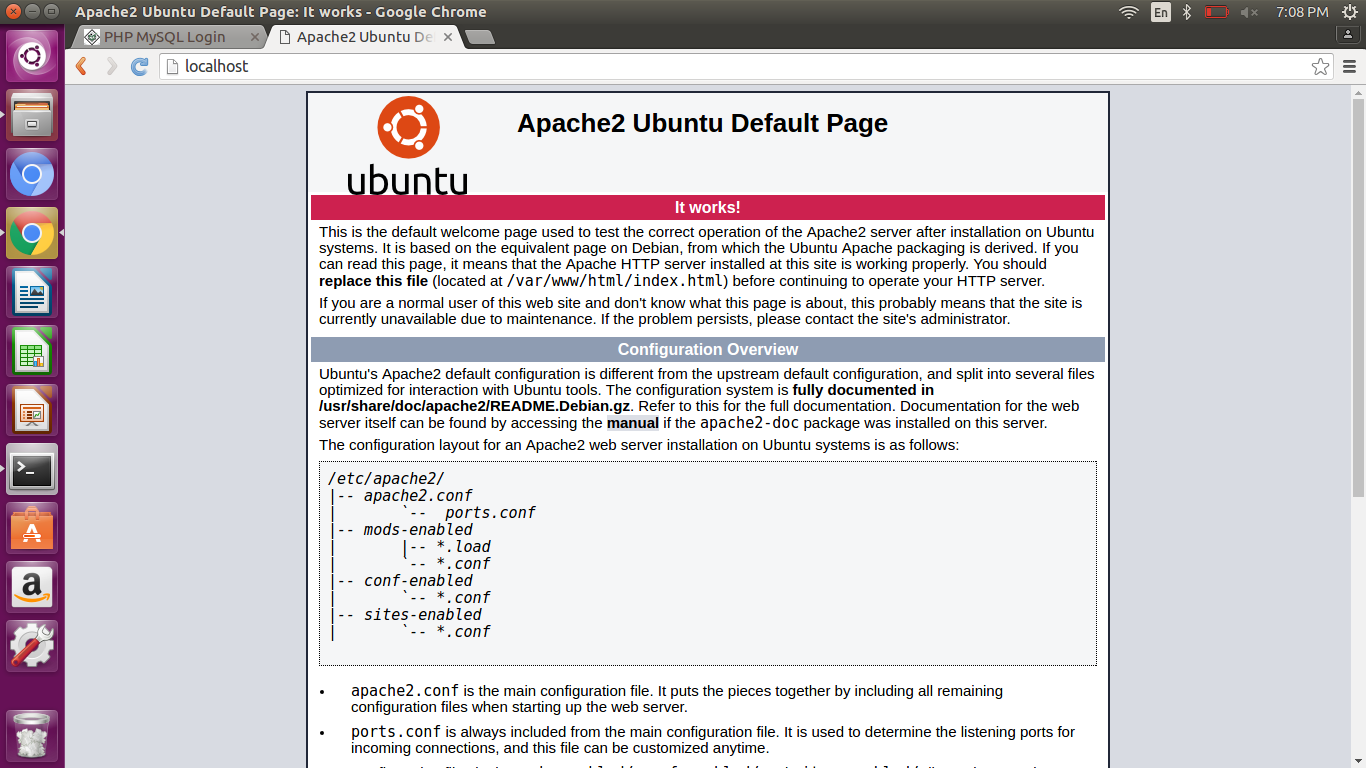 Apache2 Ubuntu Default Page: It works - Google Chrome
En
7:08 PM
PHP MySQL Login
Apache2 Ubuntu De
localhost
ubuntu
Apache2 Ubuntu Default Page
It works!
This is the default welcome page used to test the correct operation of the Apache2 server after installation on Ubuntu
systems. It is based on the equivalent page on Debian, from which the Ubuntu Apache packaging is derived. If you
can read this page, it means that the Apache HTTP server installed at this site is working properly. You should
replace this file (located at /var/www/html/index.html) before continuing to operate your HTTP server.
If you are a normal user of this web site and don't know what this page is about, this probably means that the site is
currently unavailable due to maintenance. If the problem persists, please contact the site's administrator.
Configuration Overview
Ubuntu's Apache2 default configuration is different from the upstream default configuration, and split into several files
optimized for interaction with Ubuntu tools. The configuration system is fully documented in
/usr/share/doc/apache2/README.Debian.gz. Refer to this for the full documentation. Documentation for the web
server itself can be found by accessing the manual if the apache2-doc package was installed on this server.
The configuration layout for an Apache2 web server installation on Ubuntu systems is as follows:
/etc/apache2/
|-- apache2.conf
|       `--  ports.conf
|-- mods-enabled
|       |-- *.load
|       `-- *.conf
|-- conf-enabled
|       `-- *.conf
|-- sites-enabled
|       `-- *.conf
• apache2.conf is the main configuration file. It puts the pieces together by including all remaining
configuration files when starting up the web server.
• ports.conf is always included from the main configuration file. It is used to determine the listening ports for
incoming connections, and this file can be customized anytime.